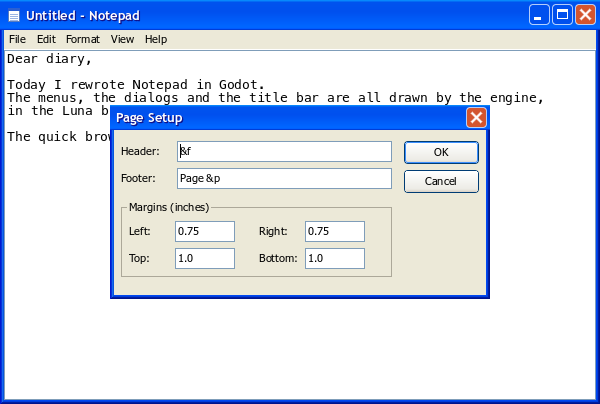 Untitled - Notepad
File Edit Format View Help
Dear diary,
Today I rewrote Notepad in Godot.
The menus, the dialogs and the title bar are all drawn by the engine,
in the Luna
The quick
Page Setup
Header: &f OK
Footer: Page &p Cancel
Margins (inches)
Left: 0.75 Right: 0.75
Top: 1.0 Bottom: 1.0